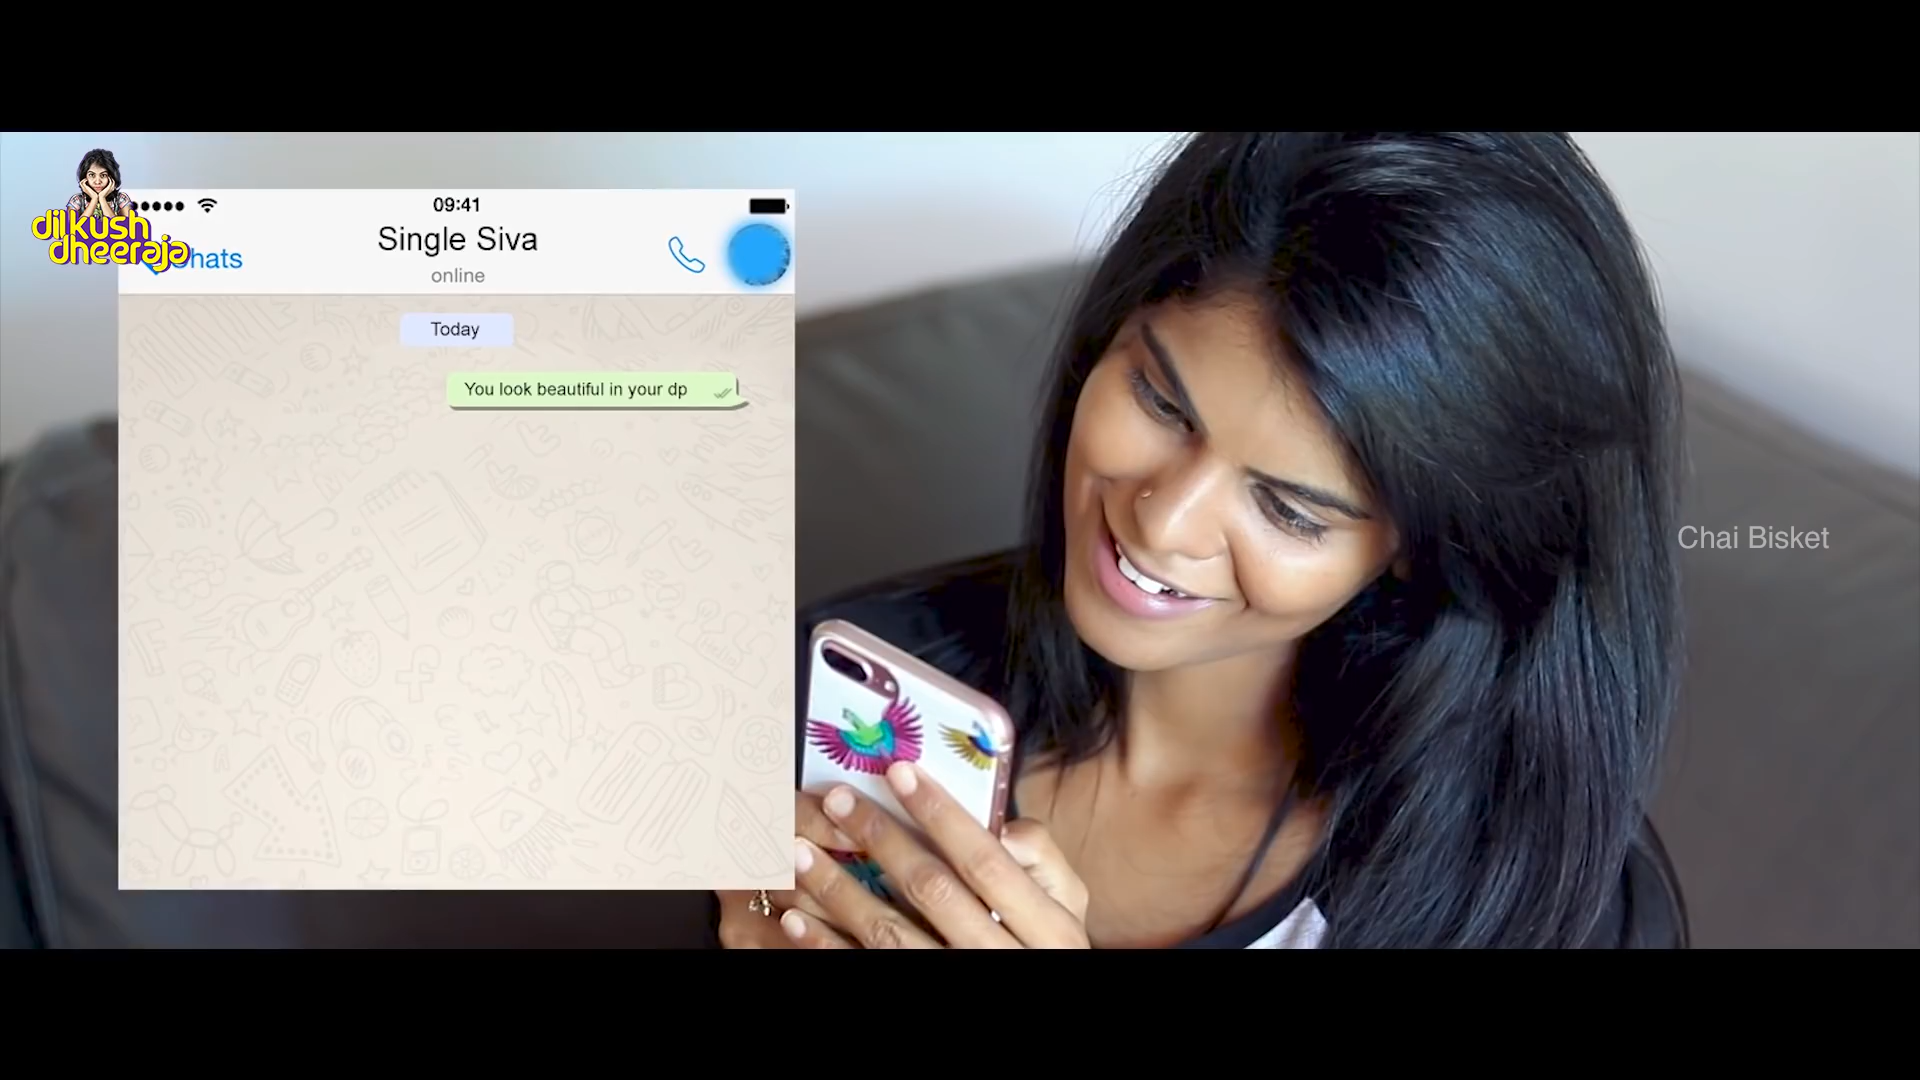 dilkush
dheeraja
09:41
Single Siva
hats
online
Today
You look beautiful in your dp
Chai Bisket